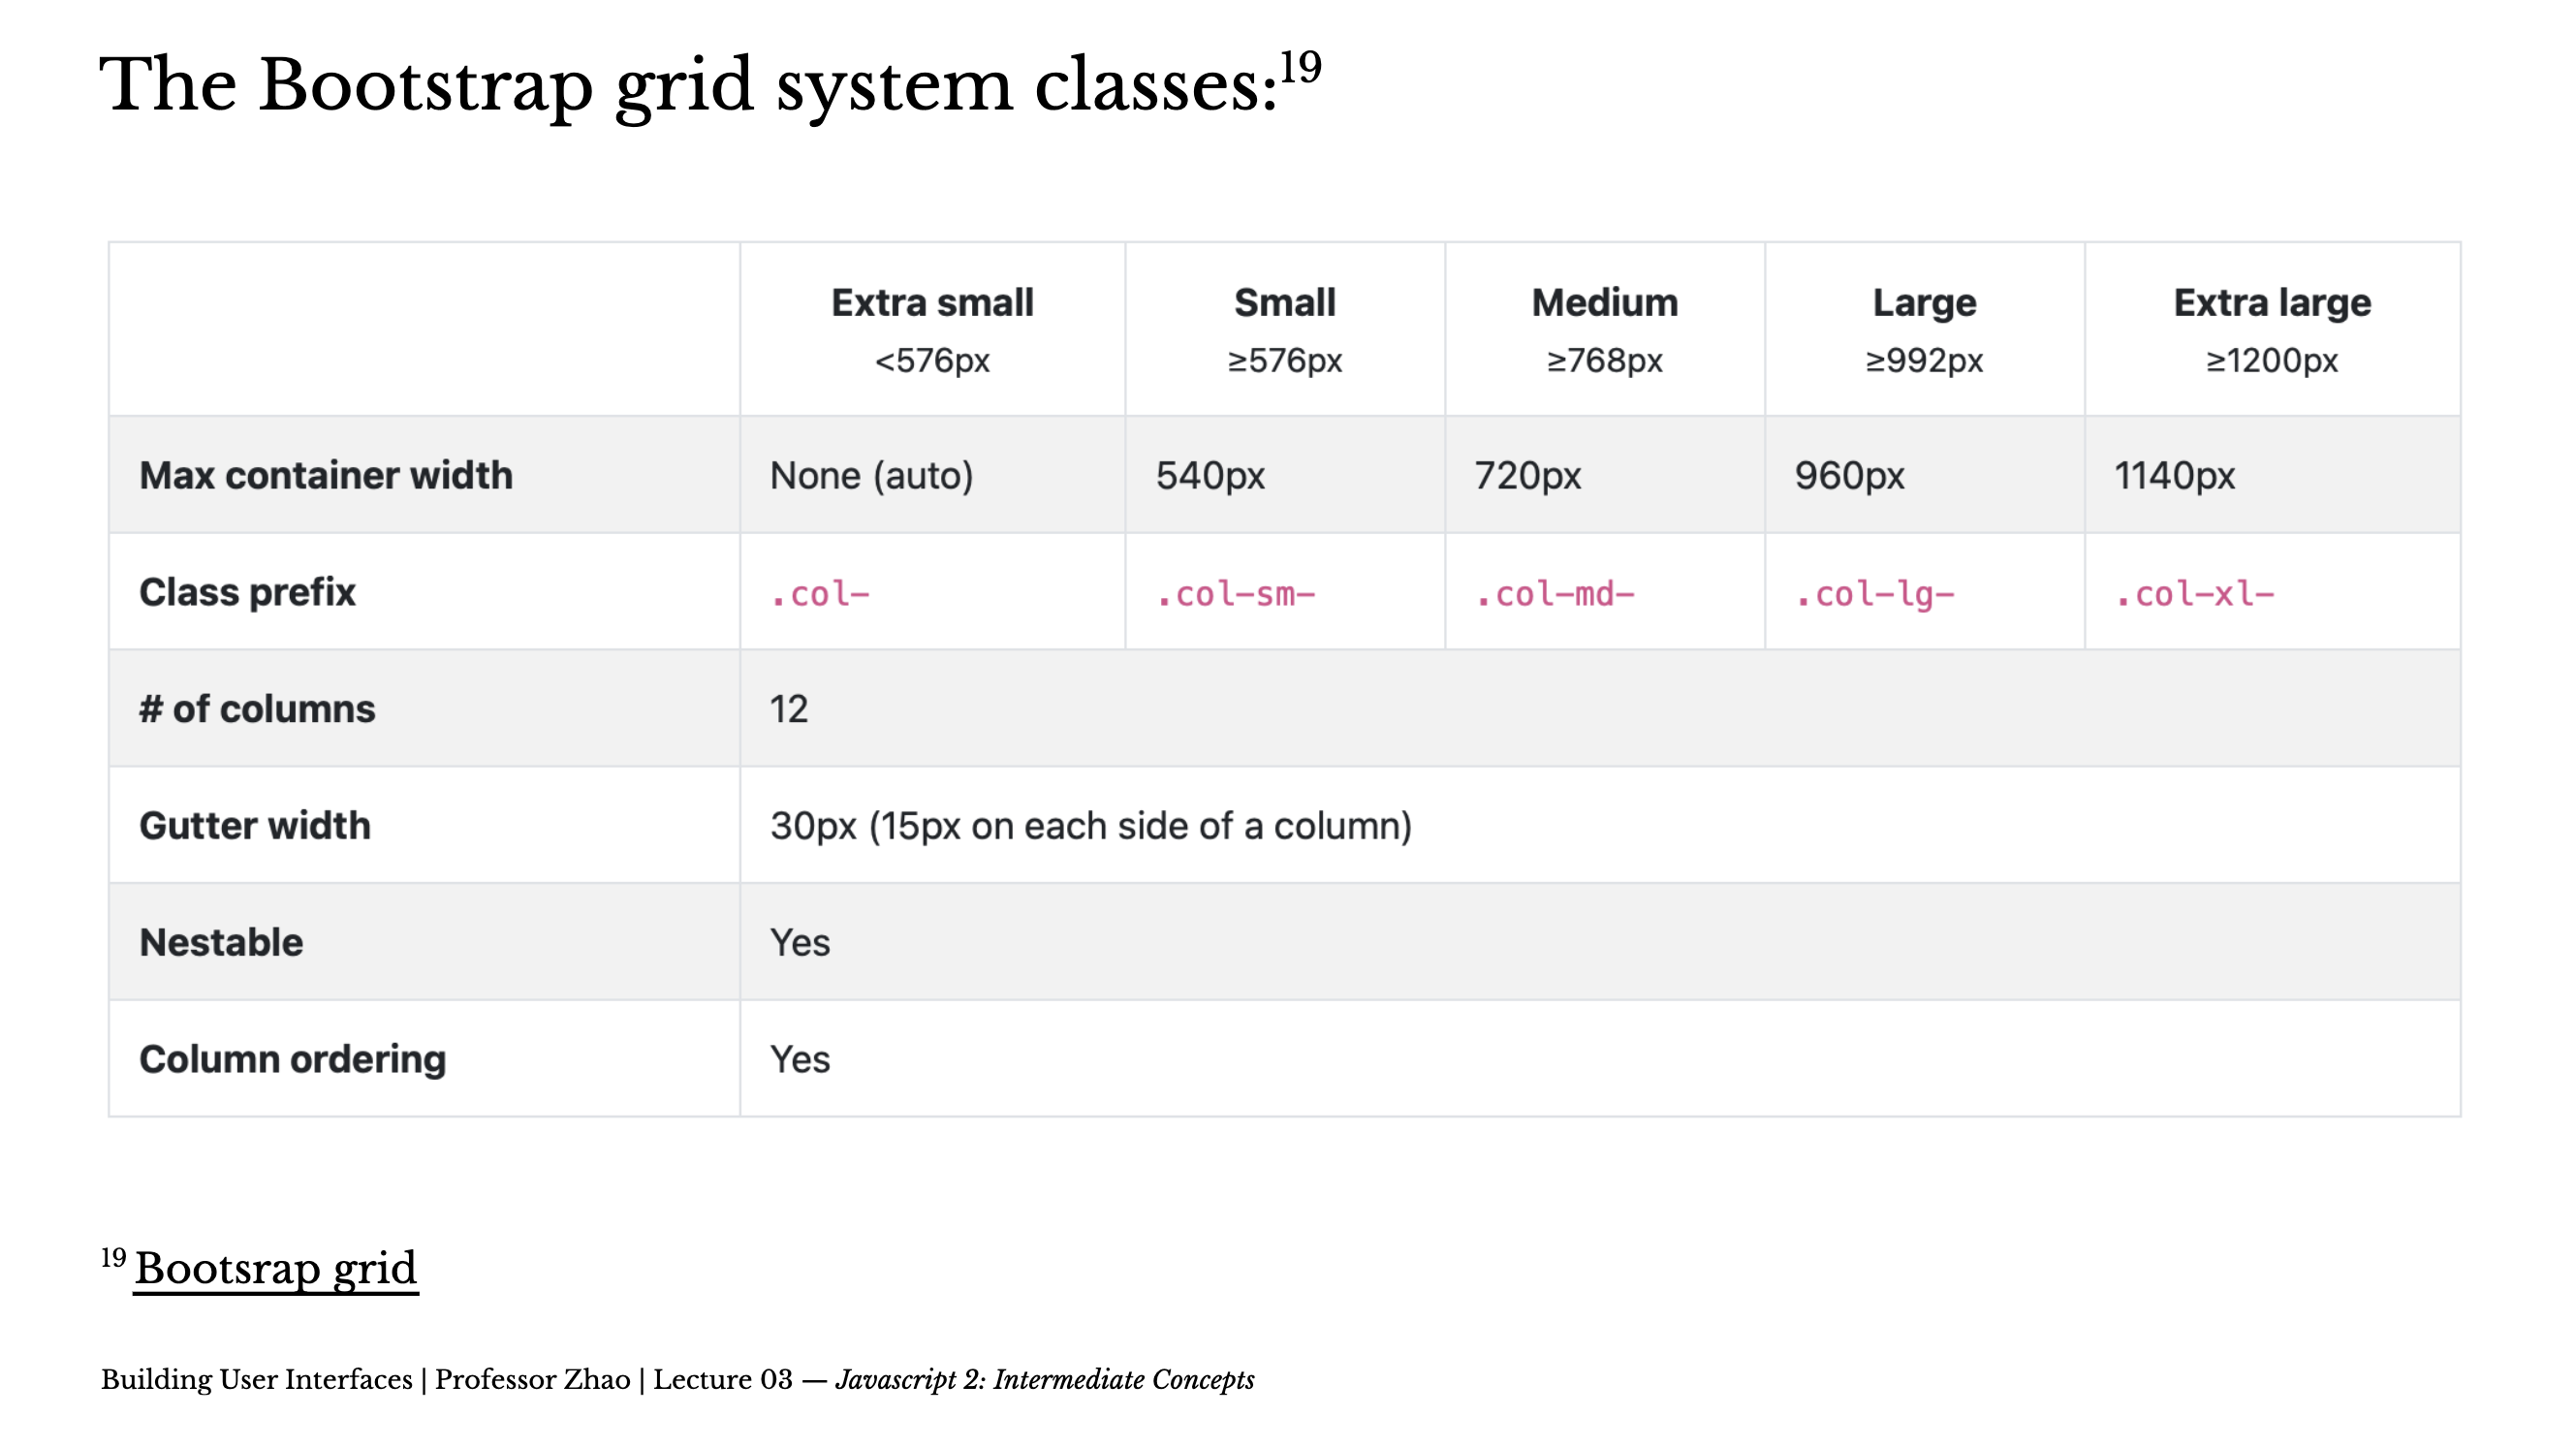 The Bootstrap grid system classes:19
Extra small Small Medium Large Extra large
<576px ≥576px ≥768px ≥992px ≥1200px
Max container width None (auto) 540px 720px 960px 1140px
Class prefix .col- .col-sm- .col-md- .col-lg- .col-xl-
# of columns 12
Gutter width 30px (15px on each side of a column)
Nestable Yes
Column ordering Yes
19 Bootsrap grid
Building User Interfaces | Professor Zhao | Lecture 03 — Javascript 2: Intermediate Concepts